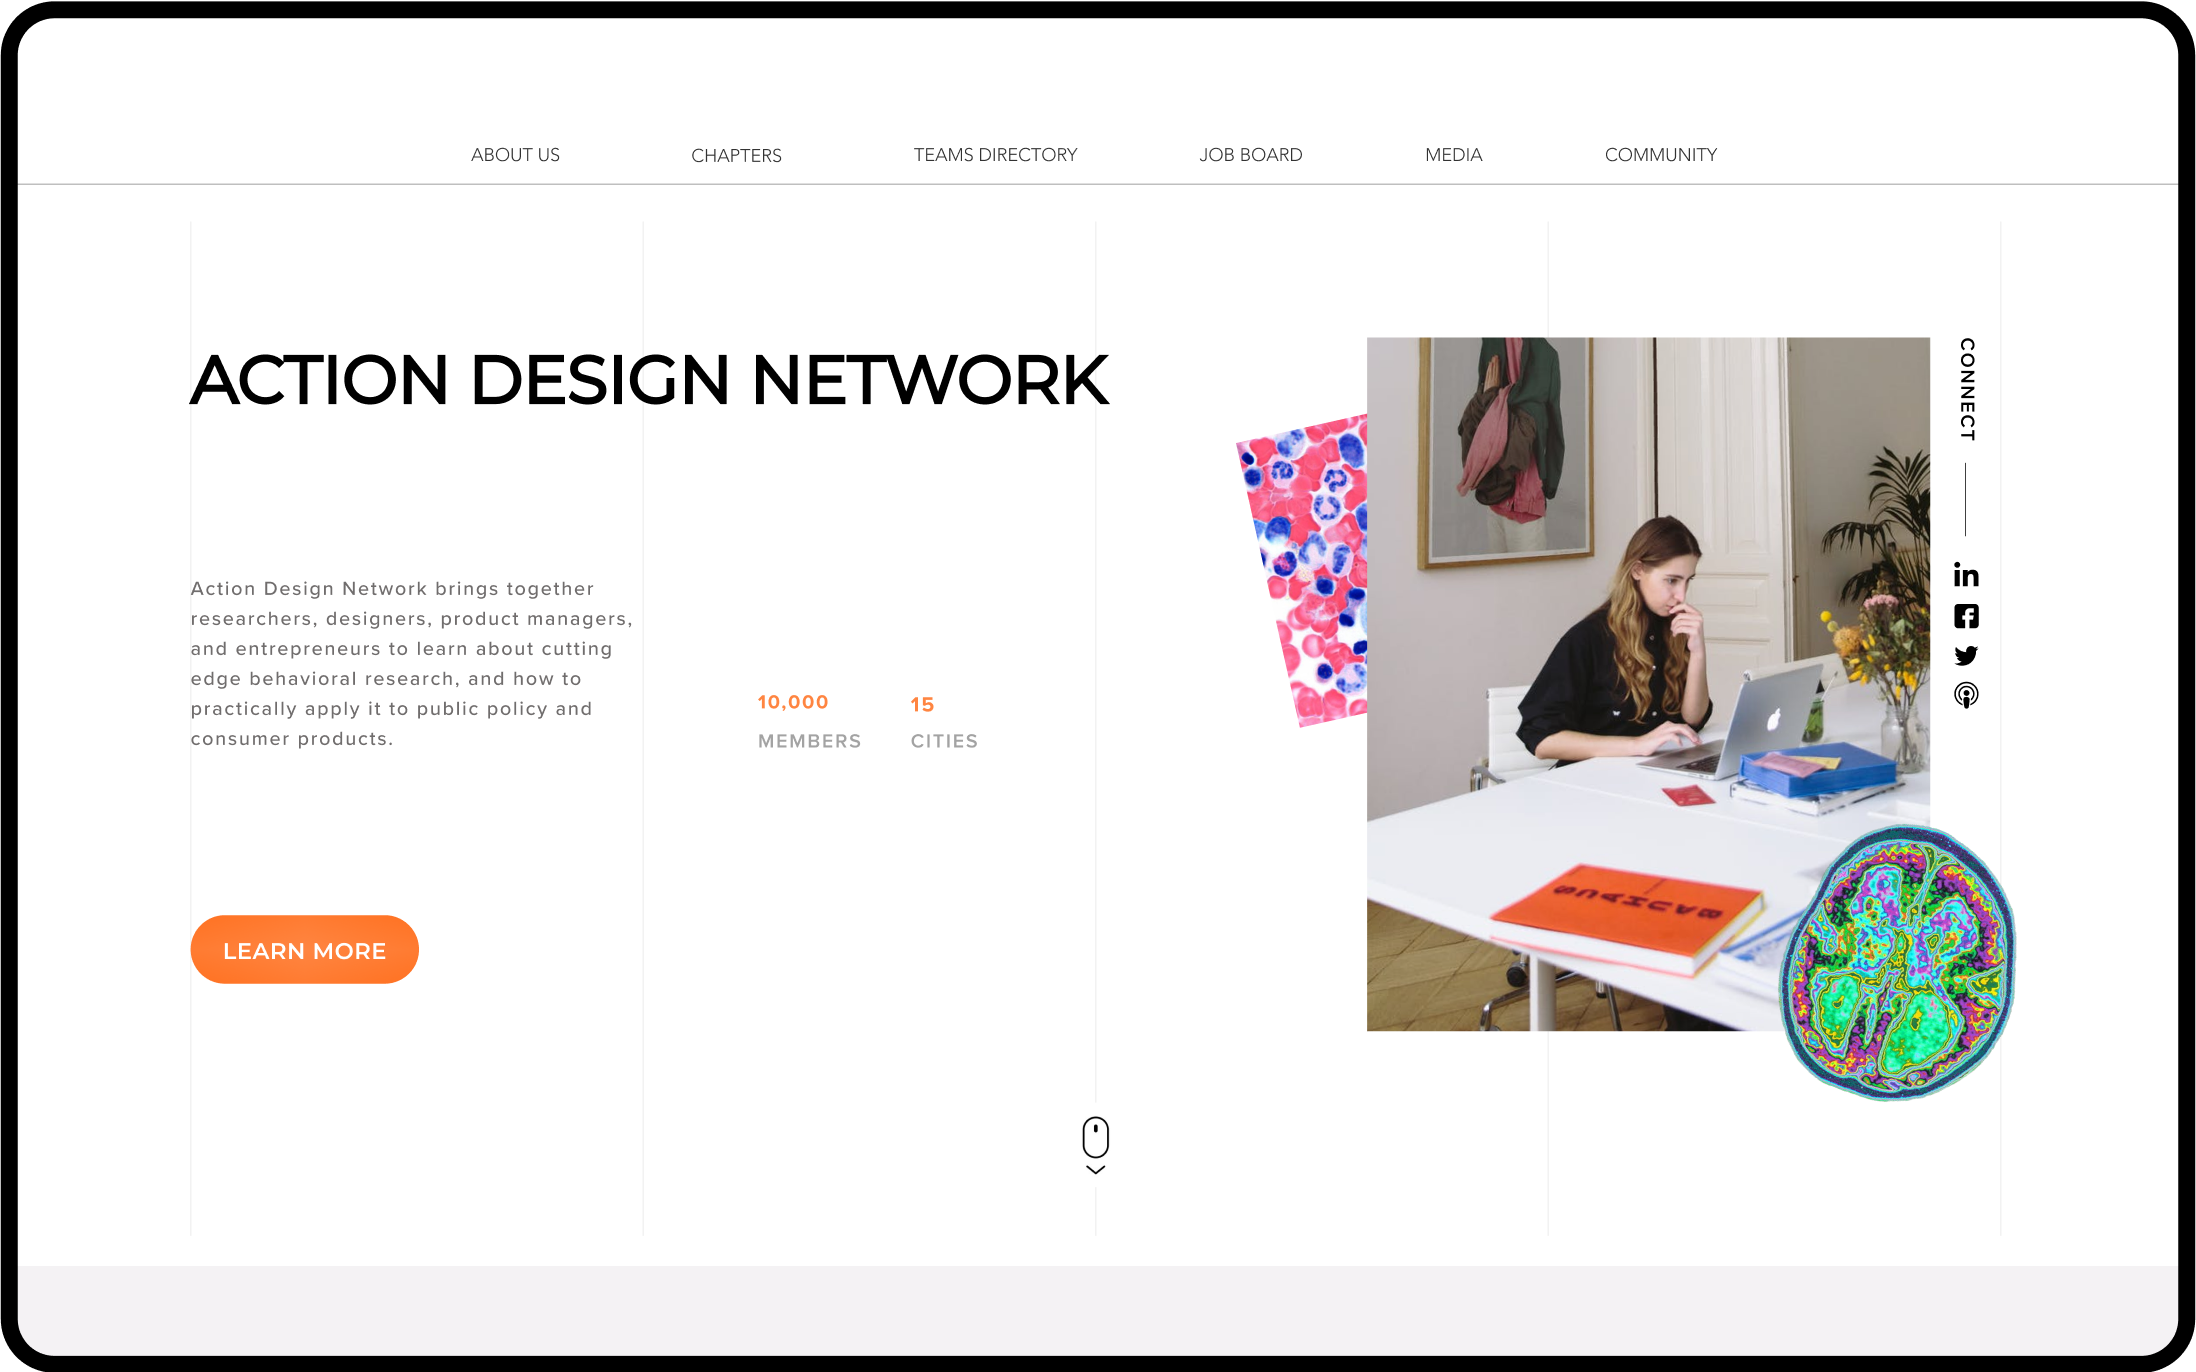 ABOUT US
CHAPTERS
TEAMS DIRECTORY
JOB BOARD
MEDIA
COMMUNITY
ACTION DESIGN NETWORK
Action Design Network brings together
researchers, designers, product managers,
and entrepreneurs to learn about cutting
edge behavioral research, and how to
practically apply it to public policy and
consumer products.
10,000
MEMBERS
15
CITIES
LEARN MORE
CONNECT
in
BAUHAUS